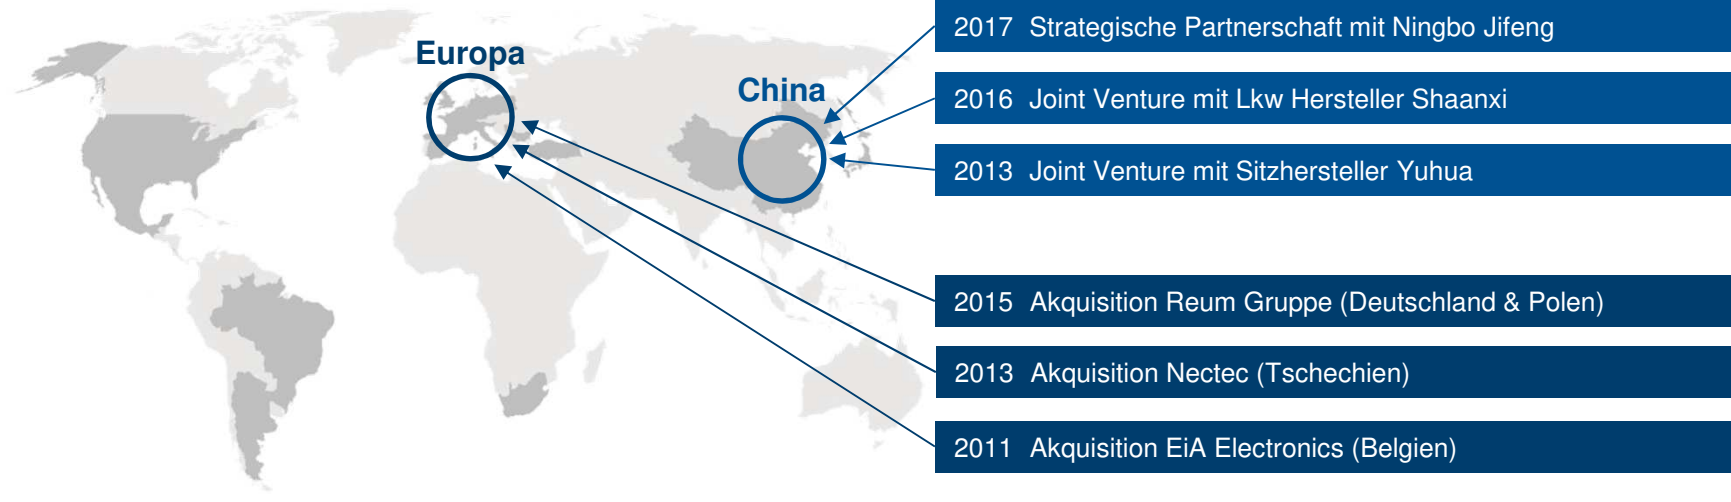 Europa
China
2017 Strategische Partnerschaft mit Ningbo Jifeng
2016 Joint Venture mit Lkw Hersteller Shaanxi
2013 Joint Venture mit Sitzhersteller Yuhua
2015 Akquisition Reum Gruppe (Deutschland & Polen)
2013 Akquisition Nectec (Tschechien)
2011 Akquisition EiA Electronics (Belgien)